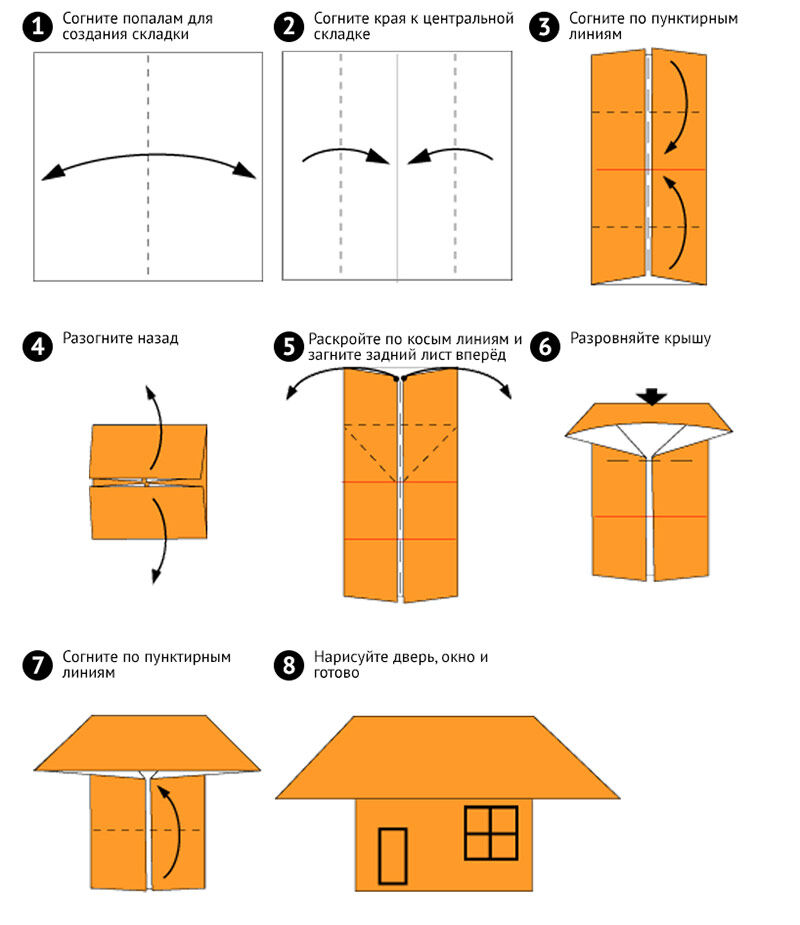 1 Согните попалам для
создания складки
2 Согните края к центральной
складке
3 Согните по пунктирным
линиям
4 Разогните назад
5 Раскройте по косым линиям и
загните задний лист вперёд
6 Разровняйте крышу
7 Согните по пунктирным
линиям
8 Нарисуйте дверь, окно и
готово